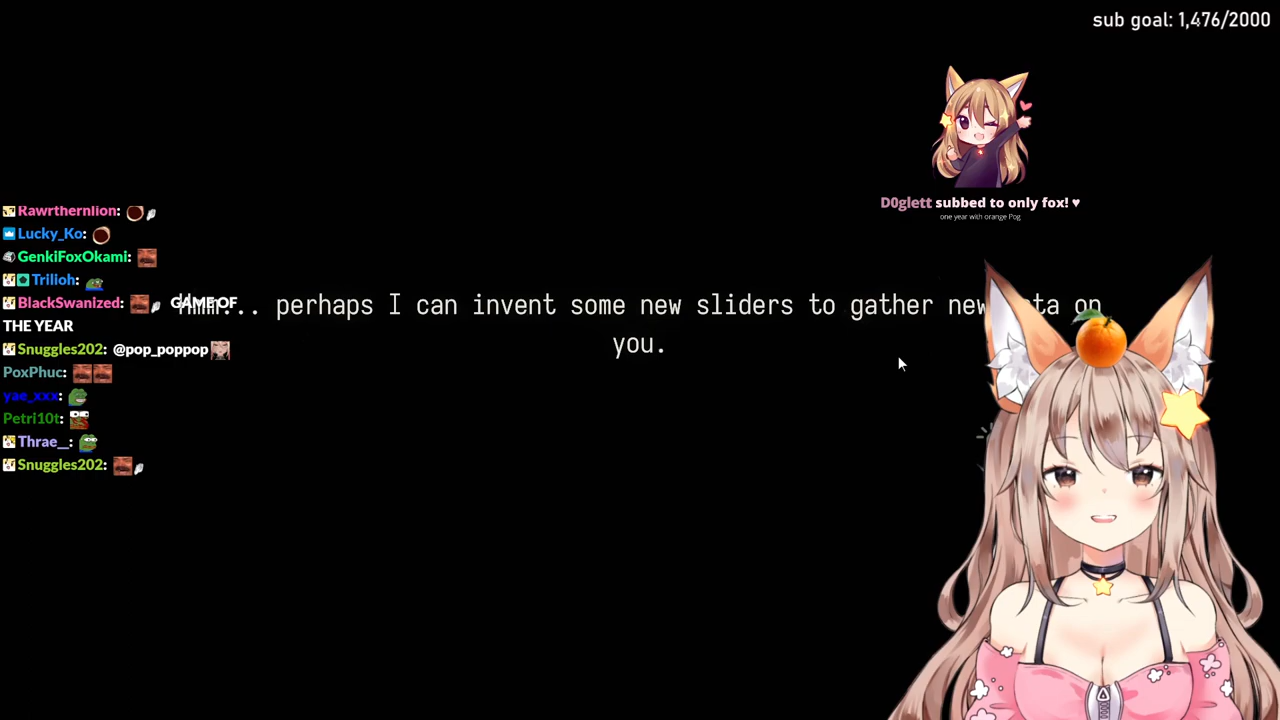 sub goal: 1,476/2000
D0glett subbed to only fox! ♥
one year with orange Pog
Rawrthernlion:
Lucky_Ko:
GenkiFoxOkami:
Trilioh:
BlackSwanized: GAME OF
THE YEAR
Snuggles202: @pop_poppop
PoxPhuc:
yae_xxx:
Petri10t:
Thrae__:
Snuggles202:
perhaps I can invent some new sliders to gather new on
you.